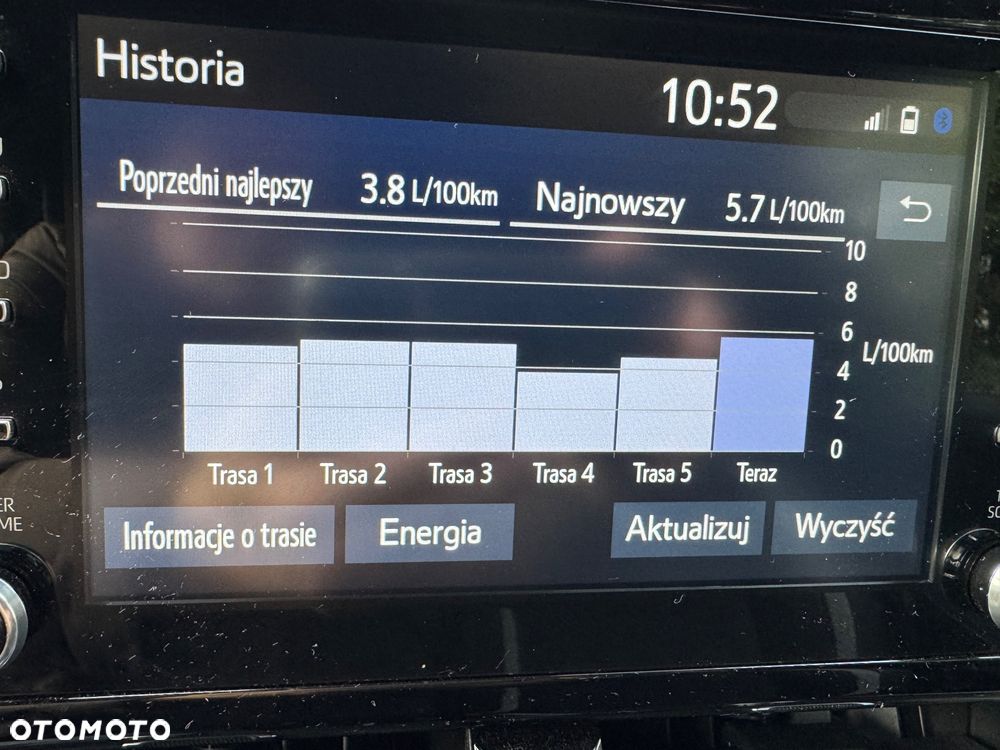 Historia
10:52
Poprzedni najlepszy 3.8 L/100km Najnowszy 5.7 L/100km
10
8
6
L/100km
4
2
0
Trasa 1 Trasa 2 Trasa 3 Trasa 4 Trasa 5 Teraz
Informacje o trasie Energia Aktualizuj Wyczyść
OTOMOTO